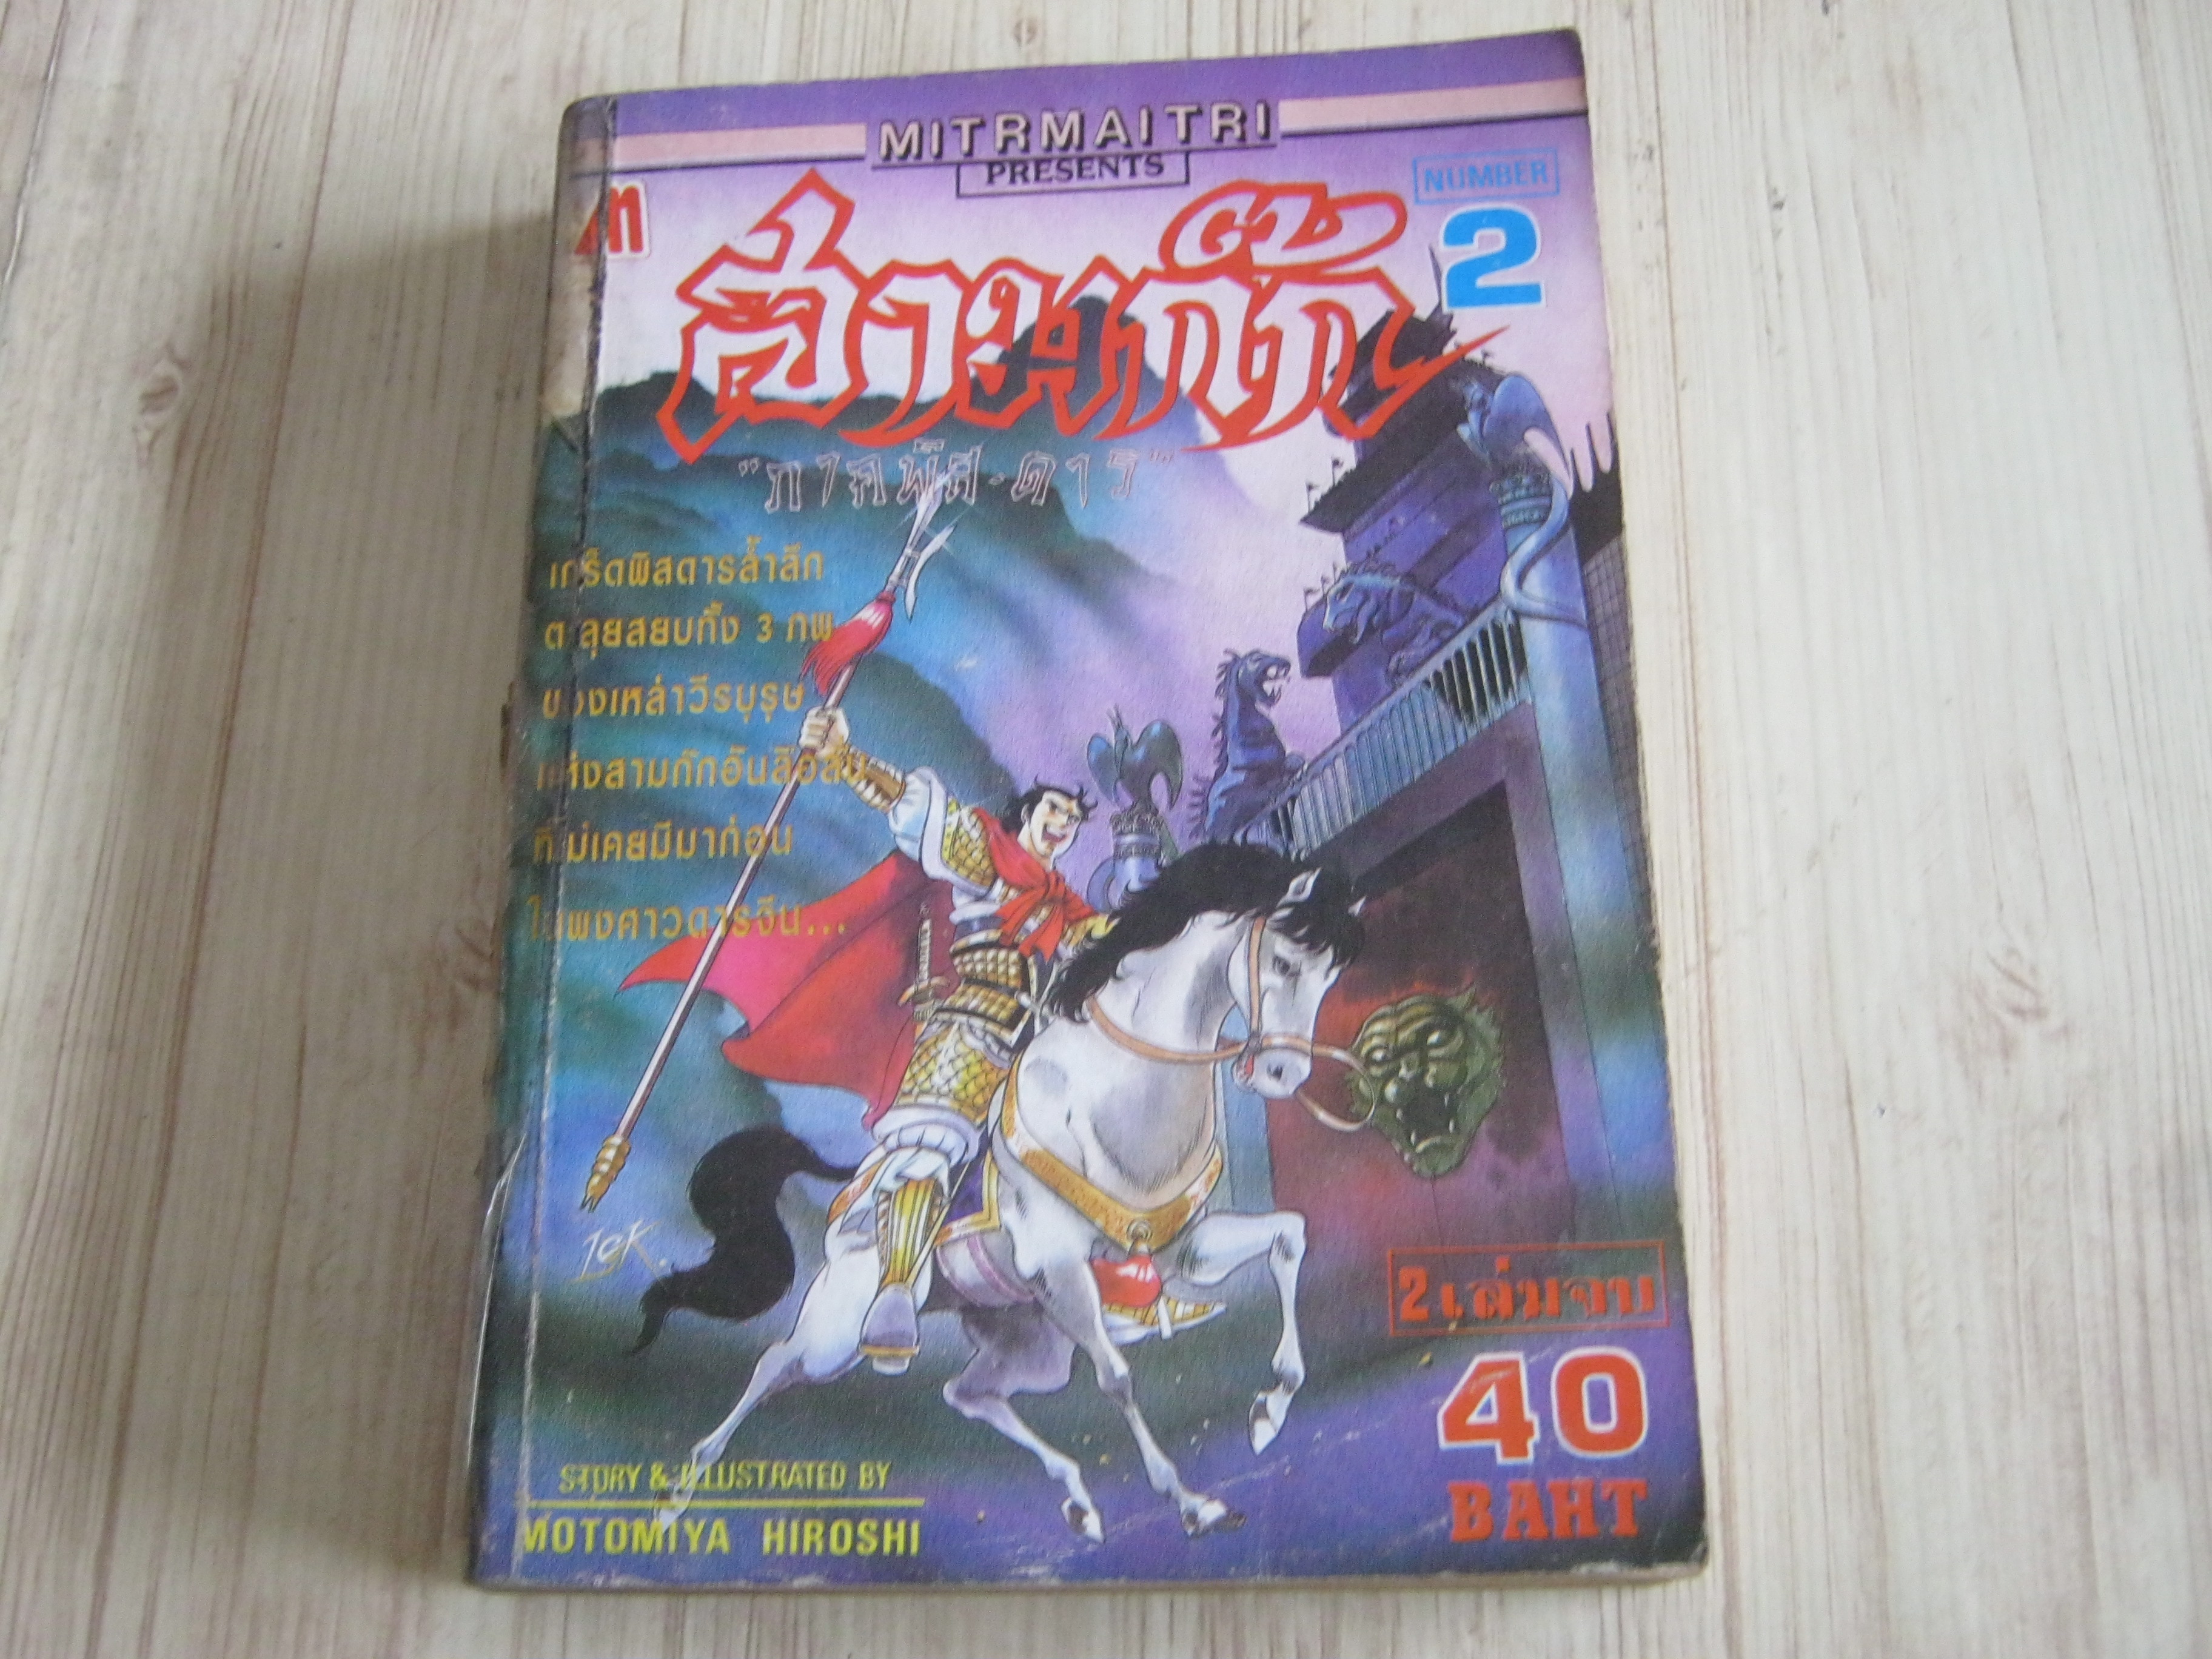 MITRMAITRI
PRESENTS
NUMBER
2
สามก๊ก
"ภาคพิสดาร"
เกร็ดพิสดารล้ำลึก
ตะลุยสยบทั้ง 3 ภพ
ของเหล่าวีรบุรุษ
แห่งสามก๊กอันลือลั่น
ที่ไม่เคยมีมาก่อน
ในพงศาวดารจีน...
LCK.
2 เล่มจบ
40
BAHT
STORY & ILLUSTRATED BY
MOTOMIYA HIROSHI